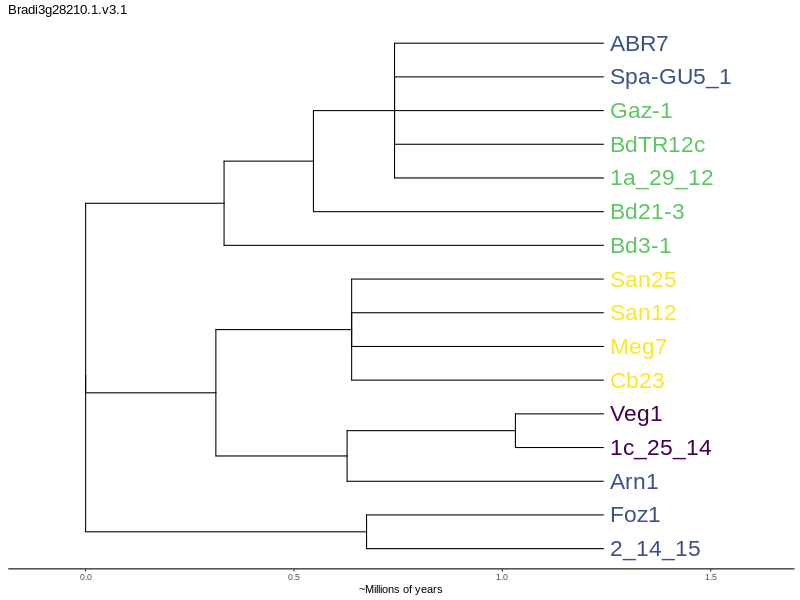 Bradi3g28210.1.v3.1
ABR7
Spa-GU5_1
Gaz-1
BdTR12c
1a_29_12
Bd21-3
Bd3-1
San25
San12
Meg7
Cb23
Veg1
1c_25_14
Arn1
Foz1
2_14_15
0.0 0.5 1.0 1.5
~Millions of years